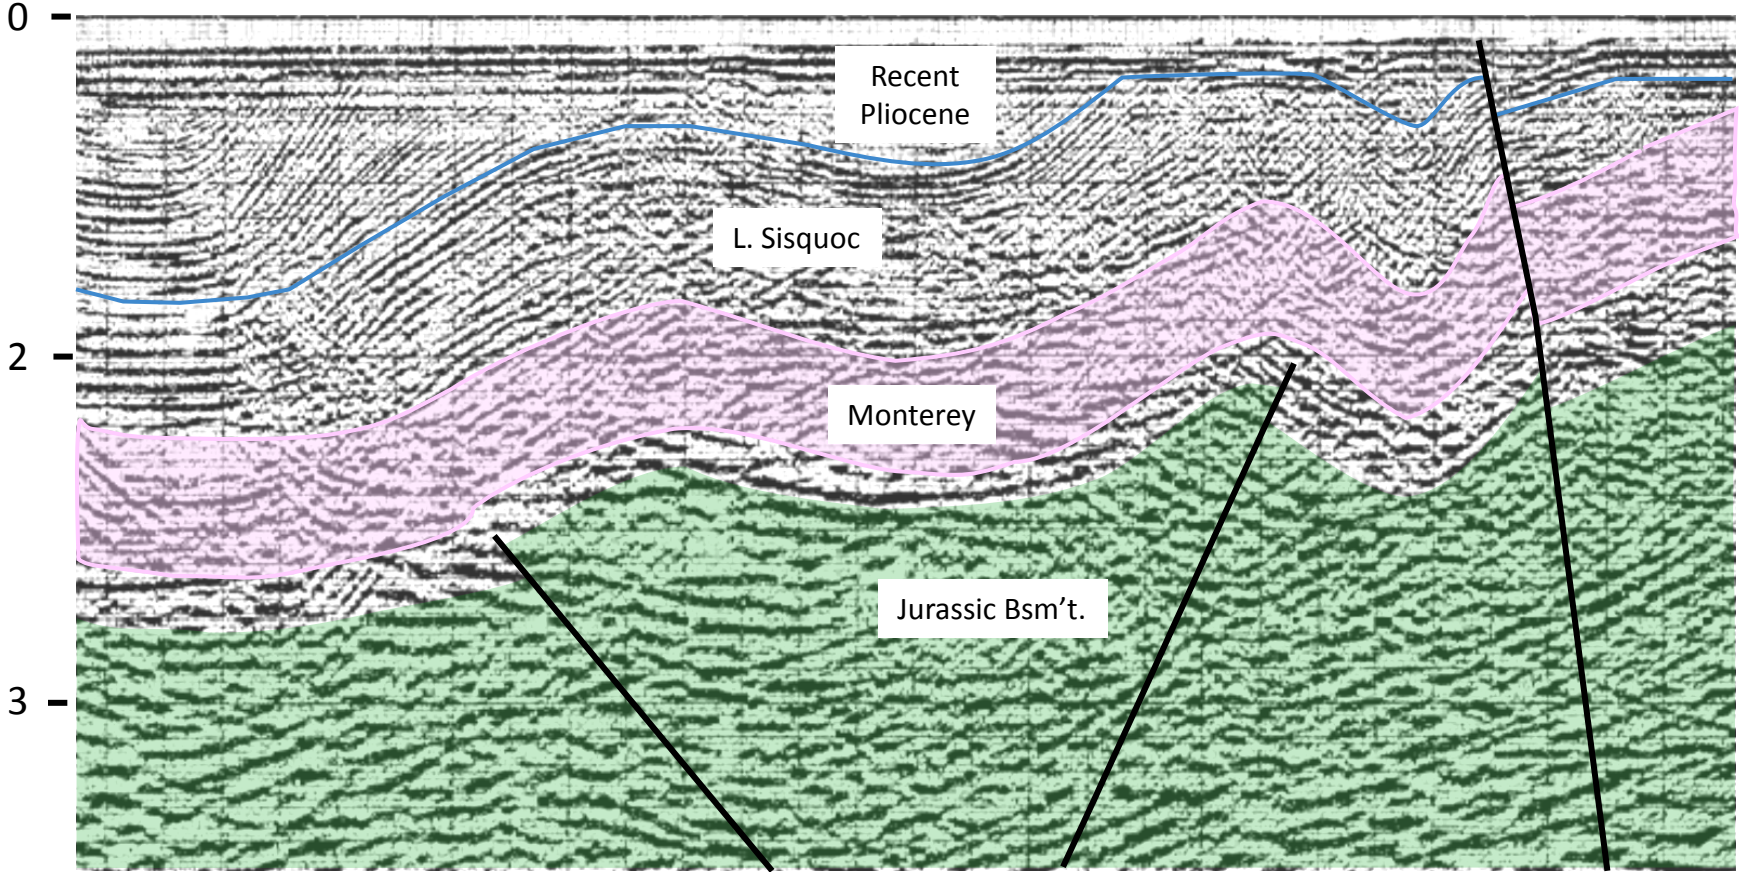 0
Recent
Pliocene
L. Sisquoc
2
Monterey
Jurassic Bsm’t.
3